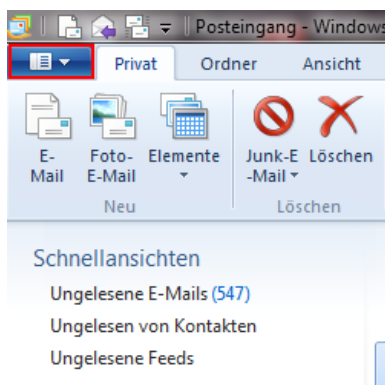 Posteingang - Windows
Privat Ordner Ansicht
E-Mail Foto-E-Mail Elemente Junk-E-Mail Löschen
Neu Löschen
Schnellansichten
Ungelesene E-Mails (547)
Ungelesen von Kontakten
Ungelesene Feeds